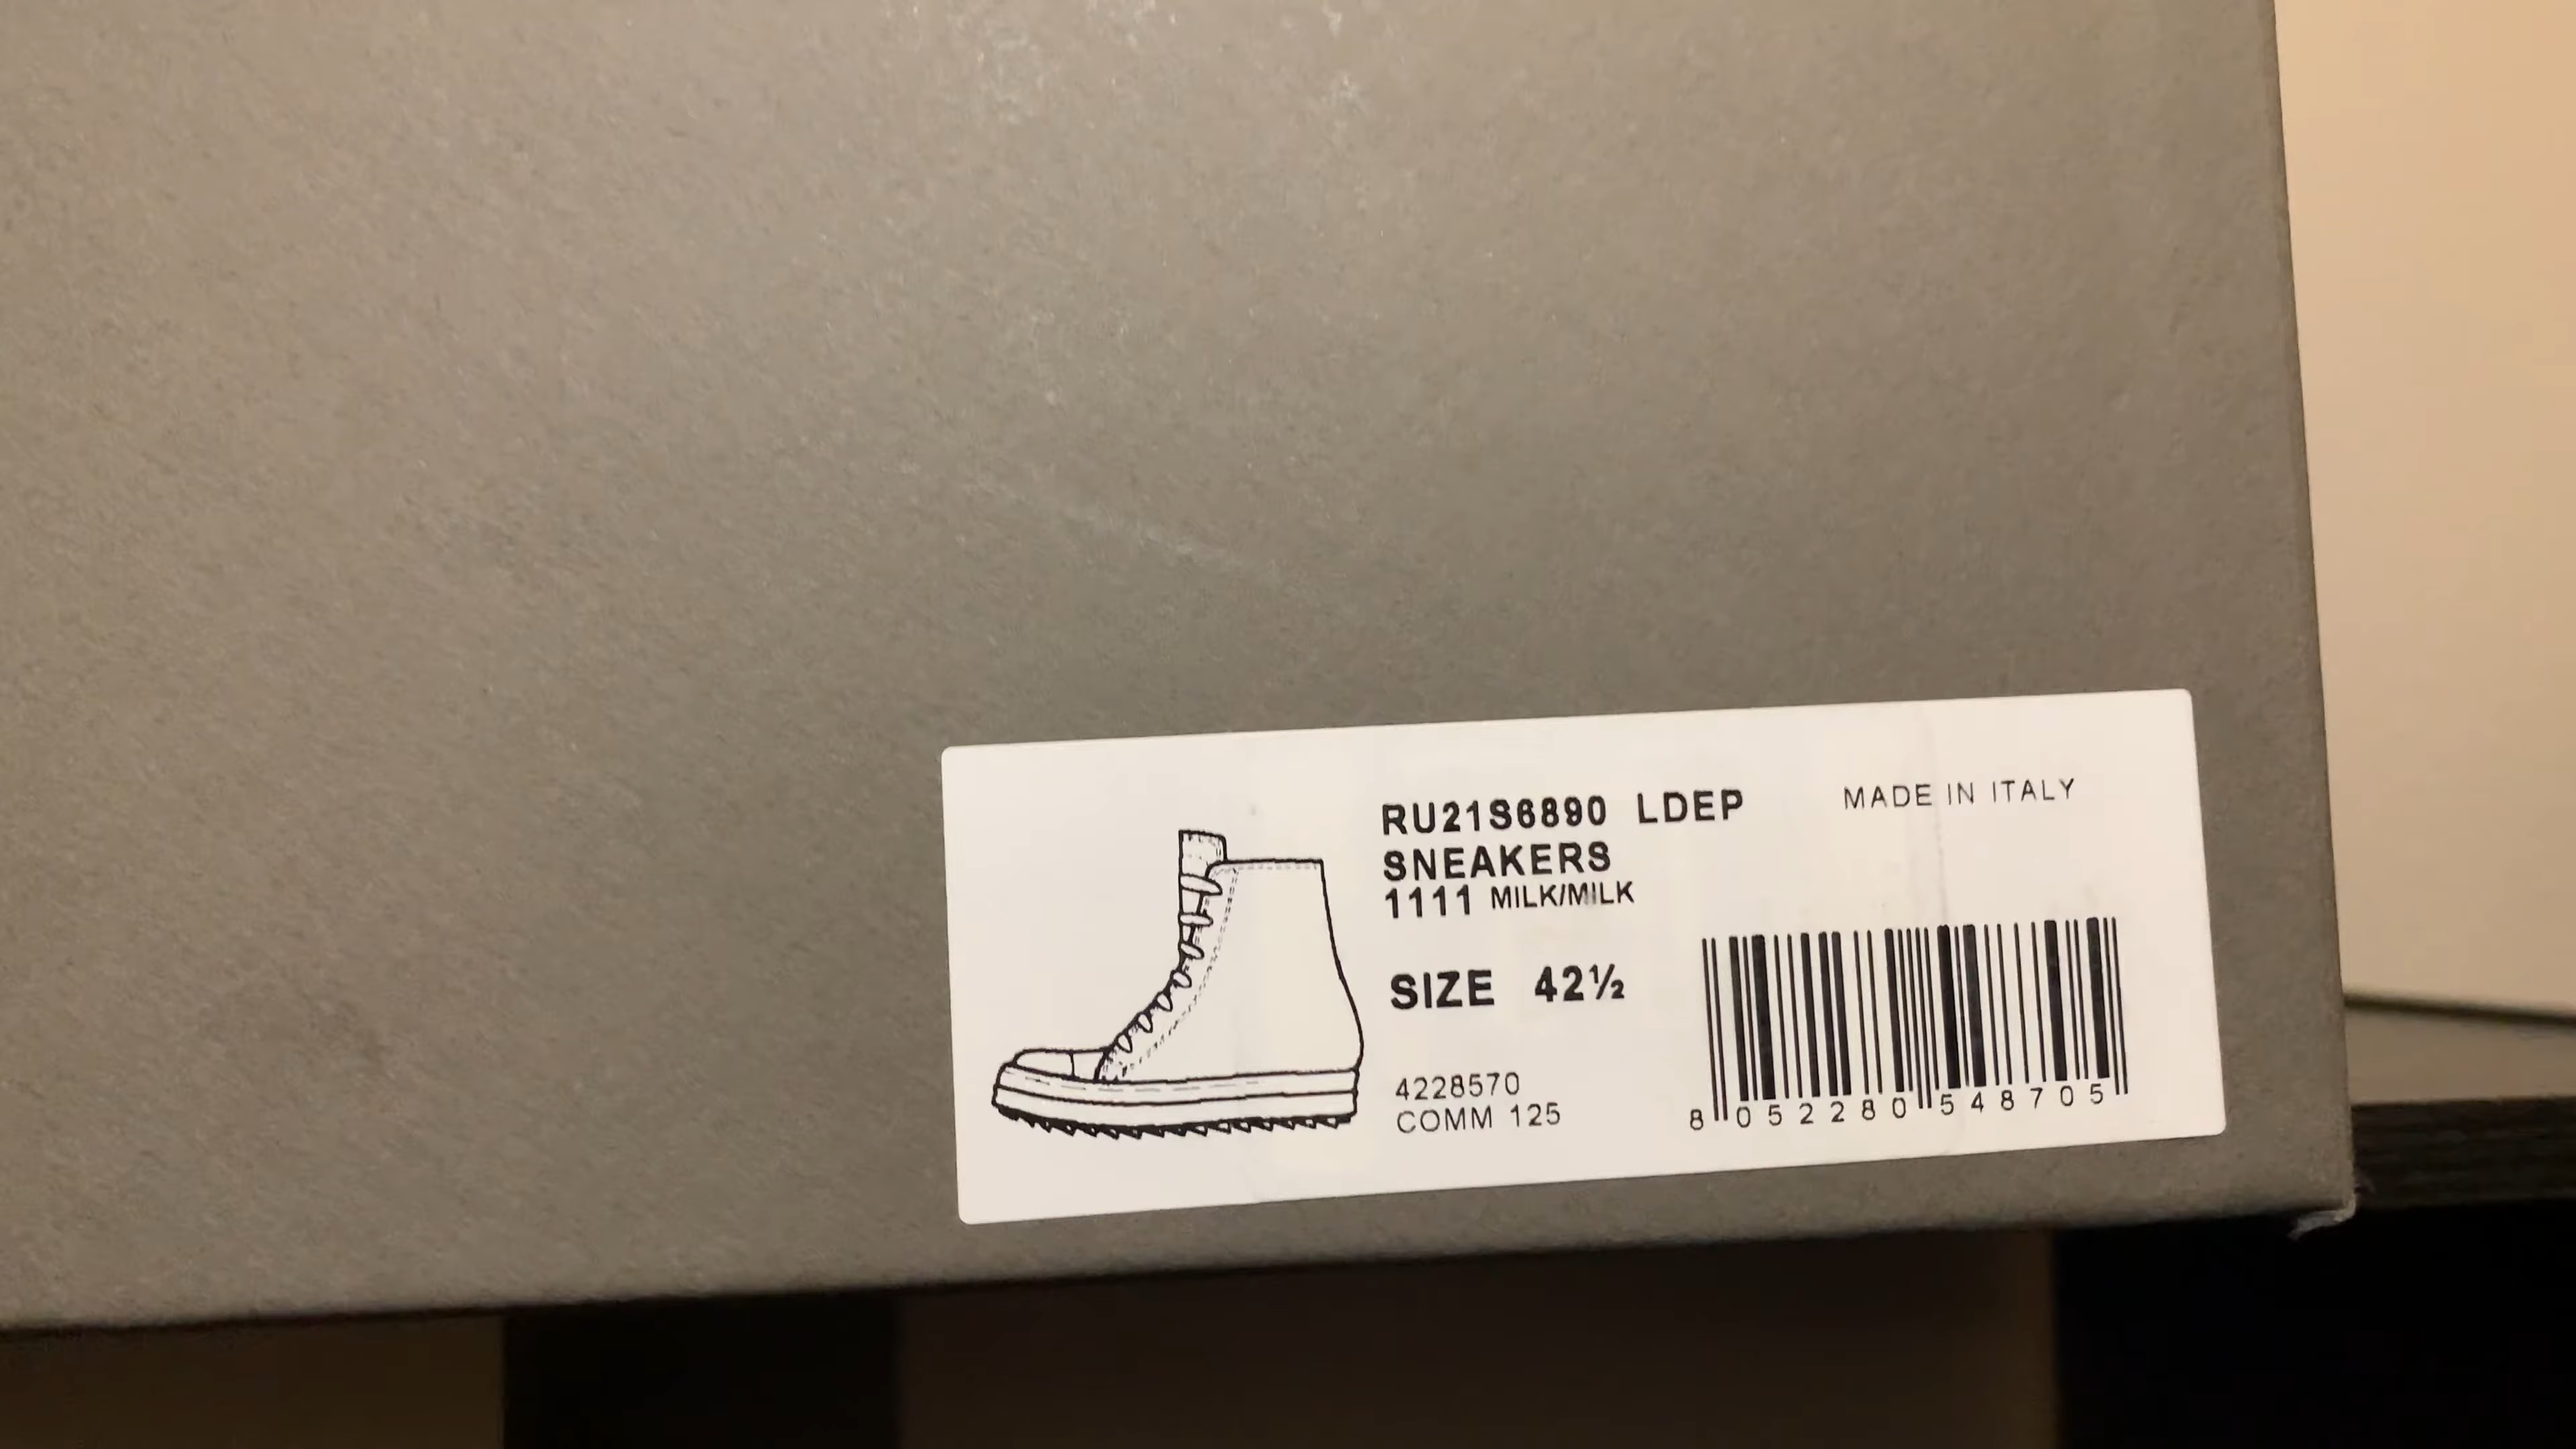 RU21S6890 LDEP
MADE IN ITALY
SNEAKERS
1111 MILK/MILK
SIZE 42½
4228570
COMM 125
8 052280 548705